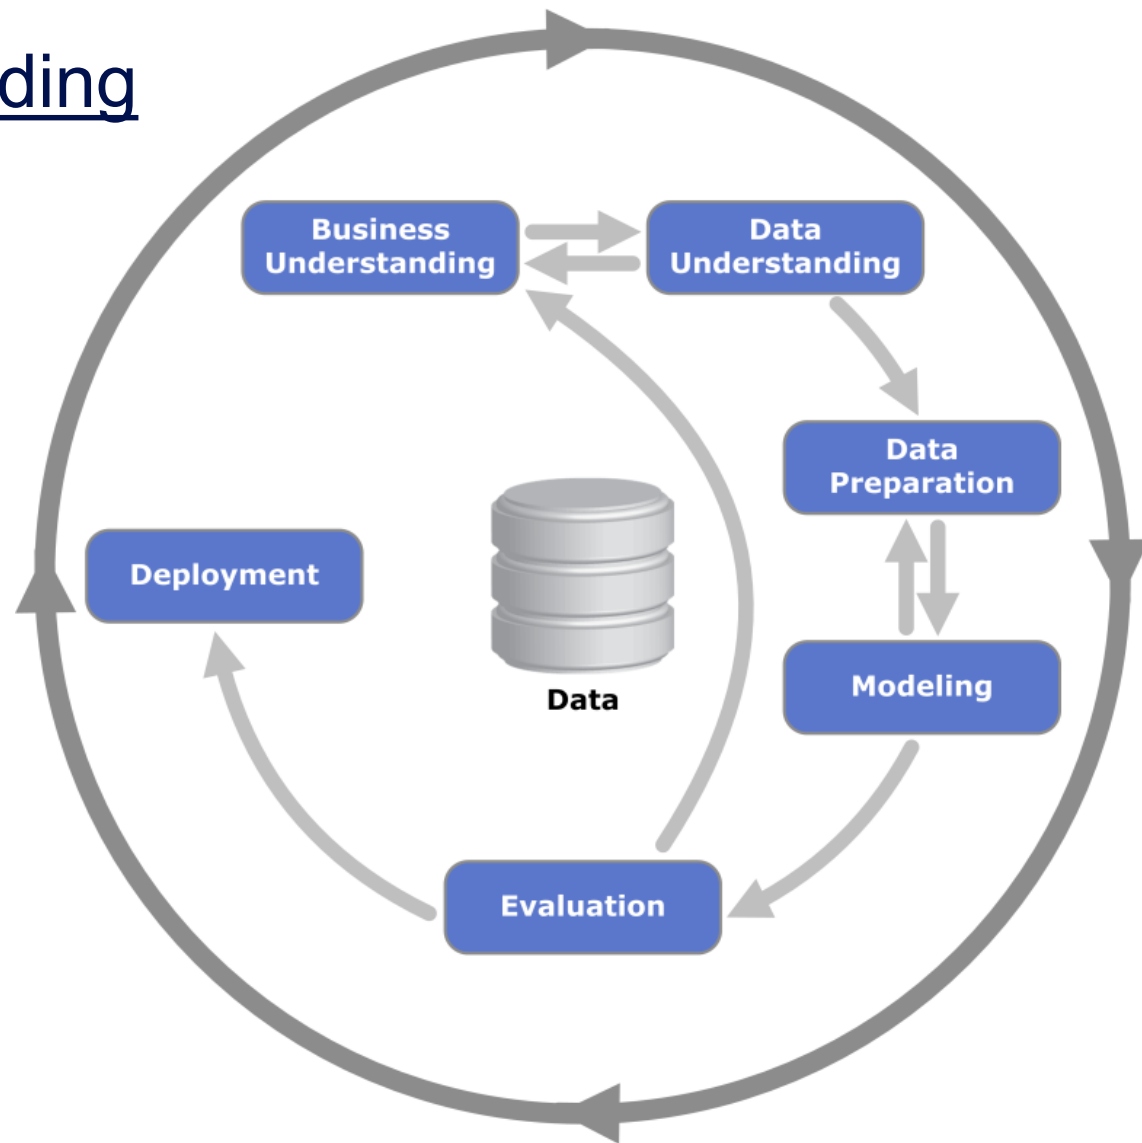 ding
Business
Understanding
Data
Understanding
Data
Preparation
Deployment
Modeling
Data
Evaluation